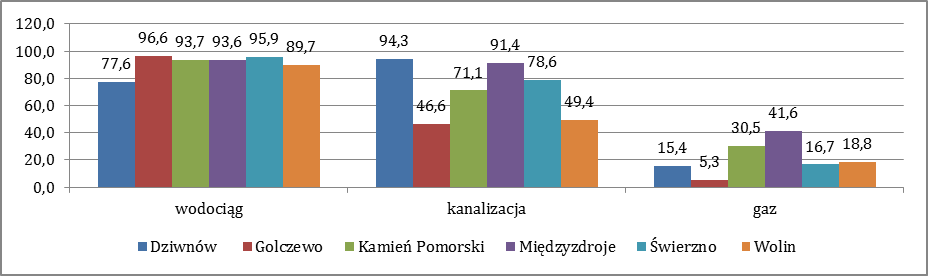 120,0
100,0
80,0
60,0
40,0
20,0
0,0
77,6 96,6 93,7 93,6 95,9 89,7
94,3 46,6 71,1 91,4 78,6 49,4
15,4 5,3 30,5 41,6 16,7 18,8
wodociąg kanalizacja gaz
Dziwnów Golczewo Kamień Pomorski Międzyzdroje Świerzno Wolin